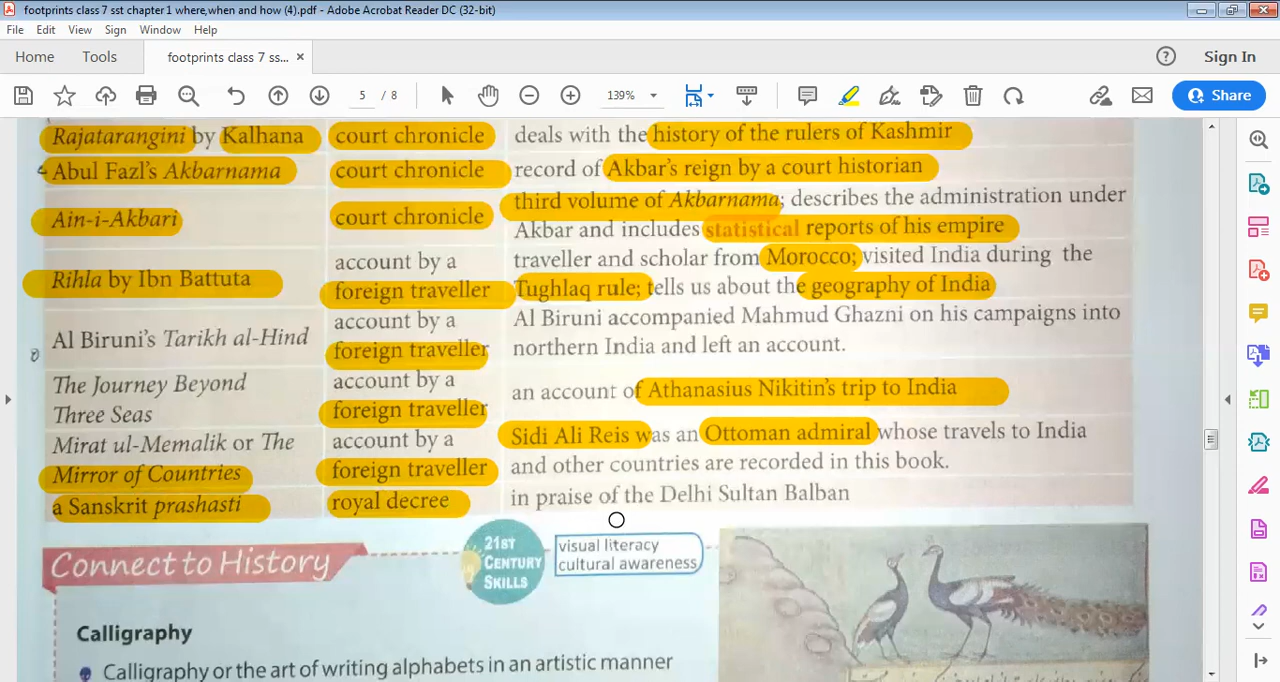 footprints class 7 sst chapter 1 where,when and how (4).pdf - Adobe Acrobat Reader DC (32-bit)
File Edit View Sign Window Help
Home Tools footprints class 7 ss... × ? Sign In
5 / 8 139% Share
Rajatarangini by Kalhana court chronicle deals with the history of the rulers of Kashmir
Abul Fazl's Akbarnama court chronicle record of Akbar's reign by a court historian
Ain-i-Akbari court chronicle third volume of Akbarnama; describes the administration under
Akbar and includes statistical reports of his empire
Rihla by Ibn Battuta account by a traveller and scholar from Morocco; visited India during the
foreign traveller Tughlaq rule; tells us about the geography of India
Al Biruni's Tarikh al-Hind account by a Al Biruni accompanied Mahmud Ghazni on his campaigns into
foreign traveller northern India and left an account.
The Journey Beyond account by a an account of Athanasius Nikitin's trip to India
Three Seas foreign traveller
Mirat ul-Memalik or The account by a Sidi Ali Reis was an Ottoman admiral whose travels to India
Mirror of Countries foreign traveller and other countries are recorded in this book.
a Sanskrit prashasti royal decree in praise of the Delhi Sultan Balban
Connect to History
21ST
CENTURY
SKILLS
visual literacy
cultural awareness
Calligraphy
Calligraphy or the art of writing alphabets in an artistic manner